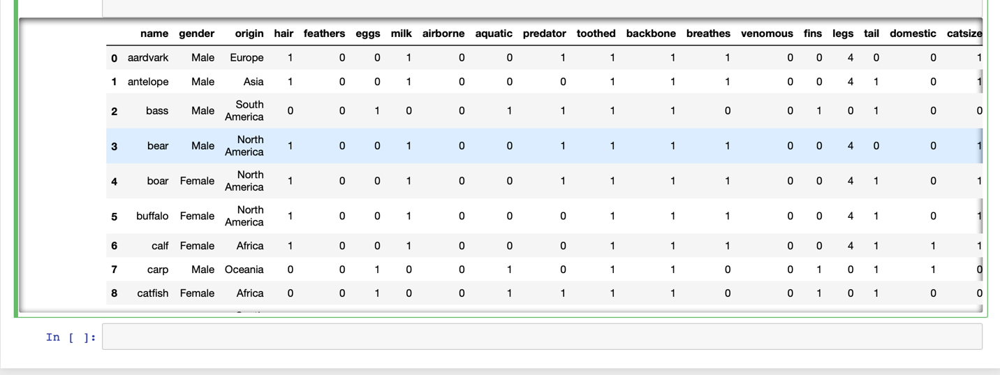 name gender origin hair feathers eggs milk airborne aquatic predator toothed backbone breathes venomous fins legs tail domestic catsize
0 aardvark Male Europe 1 0 0 1 0 0 1 1 1 1 0 0 4 0 0 1
1 antelope Male Asia 1 0 0 1 0 0 0 1 1 1 0 0 4 1 0 1
2 bass Male South America 0 0 1 0 0 1 1 1 1 0 0 1 0 1 0 0
3 bear Male North America 1 0 0 1 0 0 1 1 1 1 0 0 4 0 0 1
4 boar Female North America 1 0 0 1 0 0 1 1 1 1 0 0 4 1 0 1
5 buffalo Female North America 1 0 0 1 0 0 0 1 1 1 0 0 4 1 0 1
6 calf Female Africa 1 0 0 1 0 0 0 1 1 1 0 0 4 1 1 1
7 carp Male Oceania 0 0 1 0 0 1 0 1 1 0 0 1 0 1 1 0
8 catfish Female Africa 0 0 1 0 0 1 1 1 1 0 0 1 0 1 0 0
In [ ]: